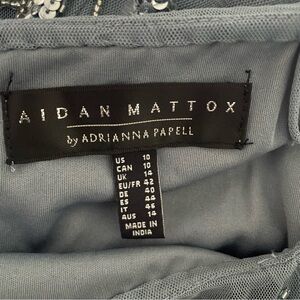 AIDAN MATTOX
by ADRIANNA PAPELL
US 10
CAN 10
UK 14
EU/FR 42
DE 40
ES 44
IT 46
AUS 14
MADE IN
INDIA